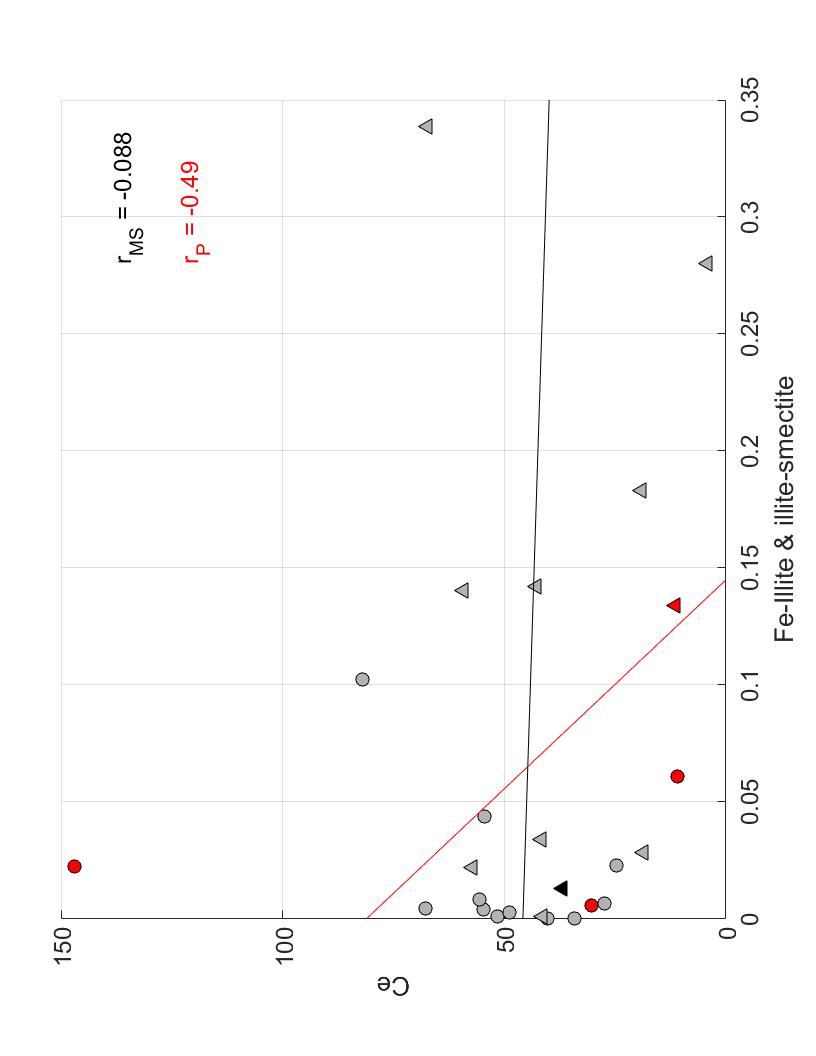 150
r_MS = -0.088
r_P = -0.49
100
Ce
50
0
0 0.05 0.1 0.15 0.2 0.25 0.3 0.35
Fe-Illite & illite-smectite